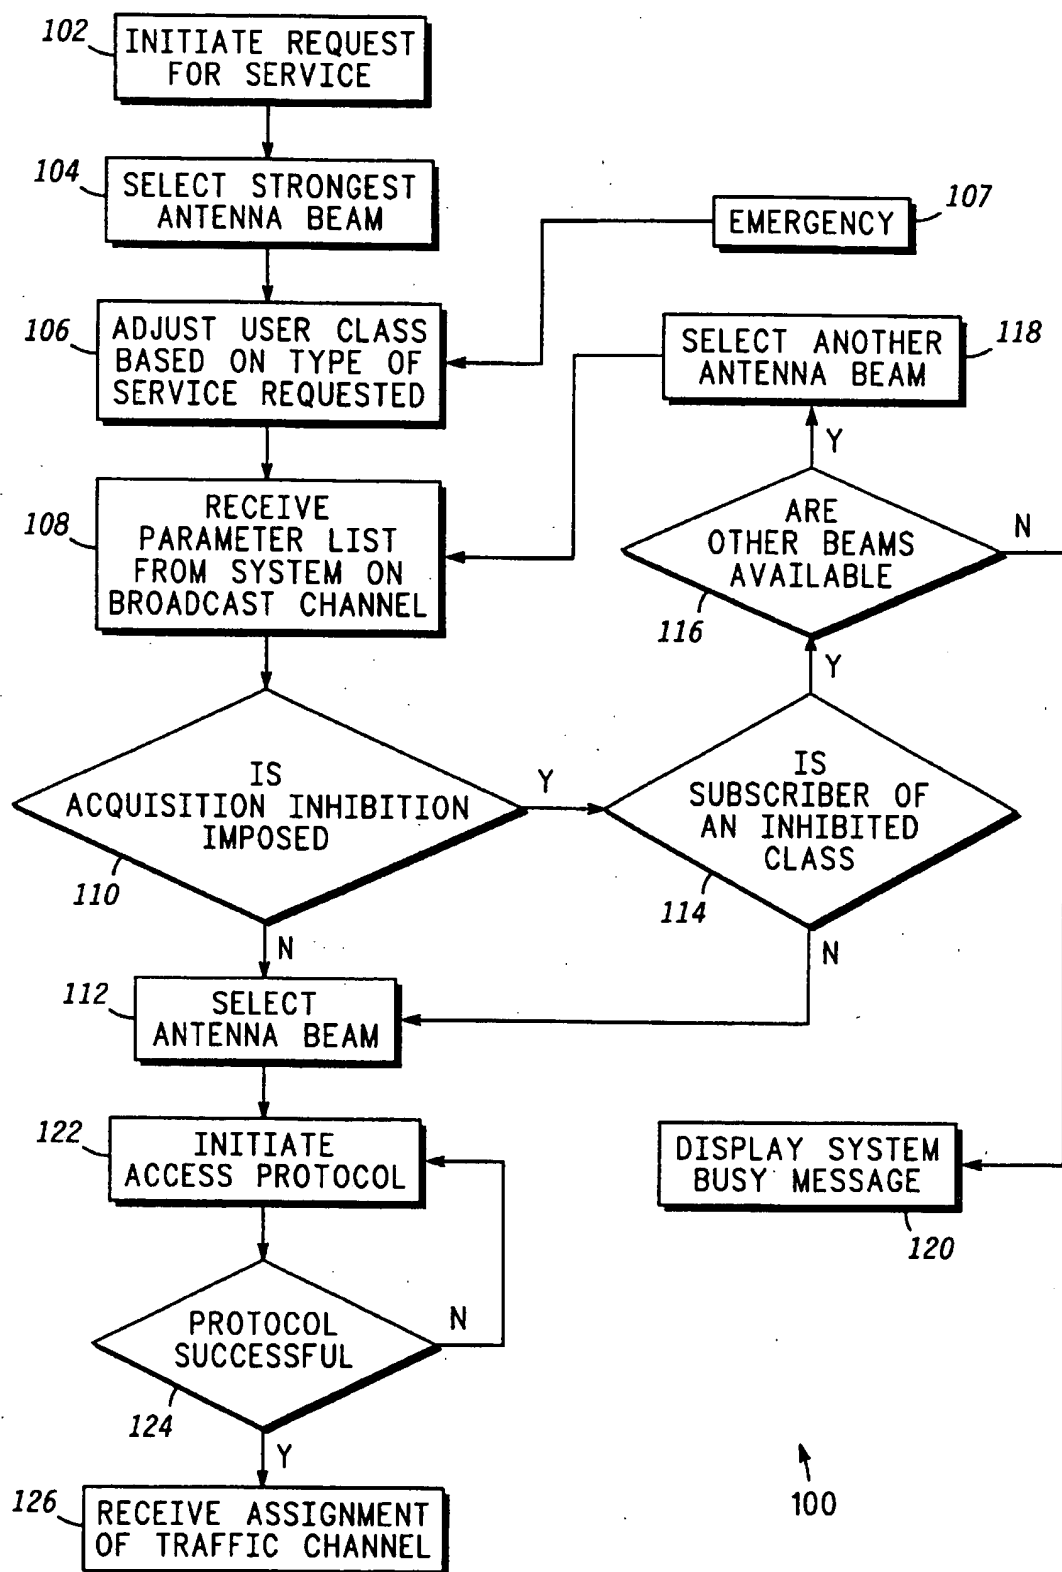 102
INITIATE REQUEST
FOR SERVICE
104
SELECT STRONGEST
ANTENNA BEAM
107
EMERGENCY
106
ADJUST USER CLASS
BASED ON TYPE OF
SERVICE REQUESTED
118
SELECT ANOTHER
ANTENNA BEAM
Y
108
RECEIVE
PARAMETER LIST
FROM SYSTEM ON
BROADCAST CHANNEL
ARE
OTHER BEAMS
AVAILABLE
N
116
Y
IS
ACQUISITION INHIBITION
IMPOSED
Y
110
N
IS
SUBSCRIBER OF
AN INHIBITED
CLASS
114
N
112
SELECT
ANTENNA BEAM
122
INITIATE
ACCESS PROTOCOL
DISPLAY SYSTEM
BUSY MESSAGE
120
PROTOCOL
SUCCESSFUL
N
124
Y
126
RECEIVE ASSIGNMENT
OF TRAFFIC CHANNEL
100